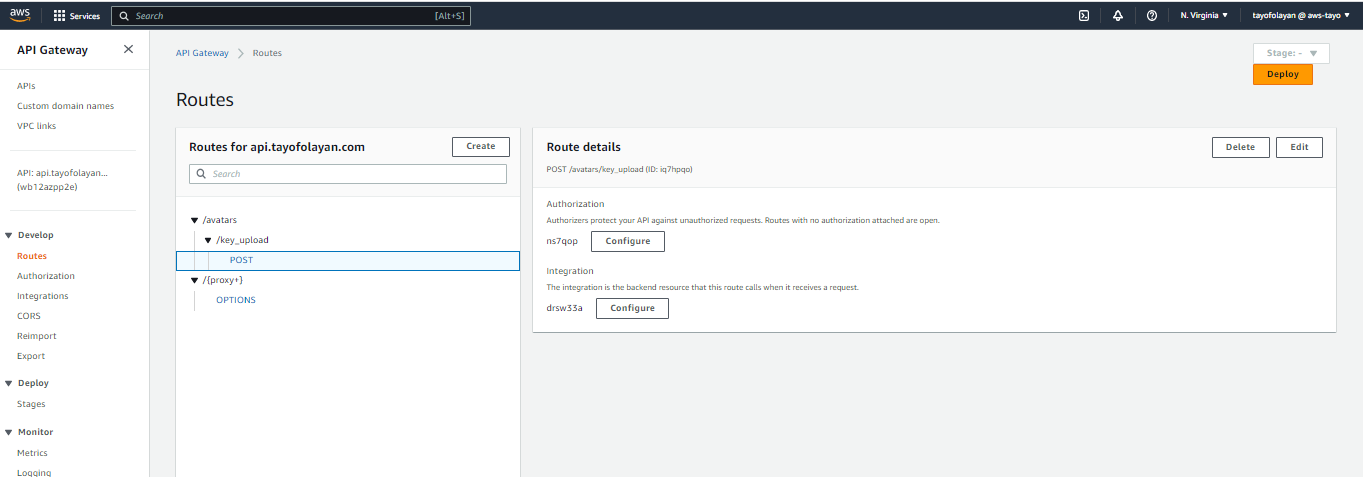 aws
Services
Search
[Alt+S]
N. Virginia
tayofolayan @ aws-tayo
API Gateway
APIs
Custom domain names
VPC links
API: api.tayofolayan...
(wb12azpp2e)
Develop
Routes
Authorization
Integrations
CORS
Reimport
Export
Deploy
Stages
Monitor
Metrics
Logging
API Gateway
Routes
Stage: -
Deploy
Routes
Routes for api.tayofolayan.com
Create
Search
/avatars
/key_upload
POST
/{proxy+}
OPTIONS
Route details
Delete
Edit
POST /avatars/key_upload (ID: iq7hpqo)
Authorization
Authorizers protect your API against unauthorized requests. Routes with no authorization attached are open.
ns7qop
Configure
Integration
The integration is the backend resource that this route calls when it receives a request.
drsw33a
Configure